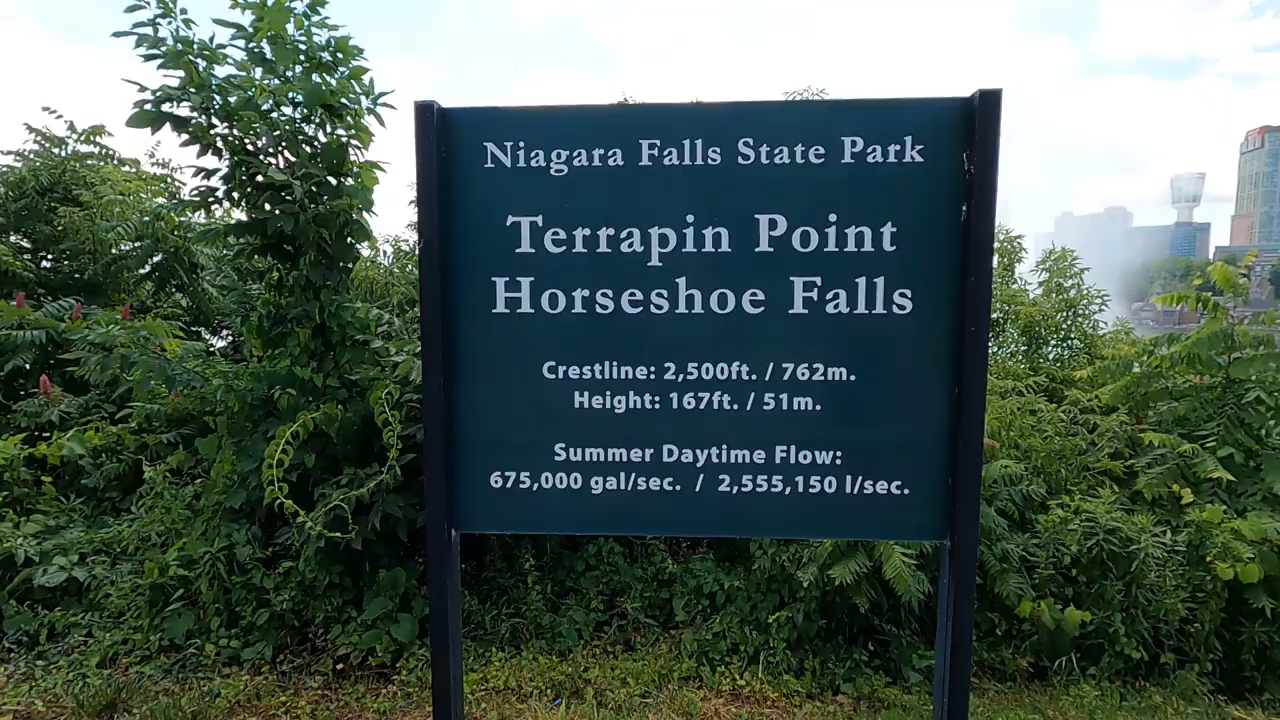 Niagara Falls State Park
Terrapin Point
Horseshoe Falls
Crestline: 2,500ft. / 762m.
Height: 167ft. / 51m.
Summer Daytime Flow:
675,000 gal/sec. / 2,555,150 l/sec.